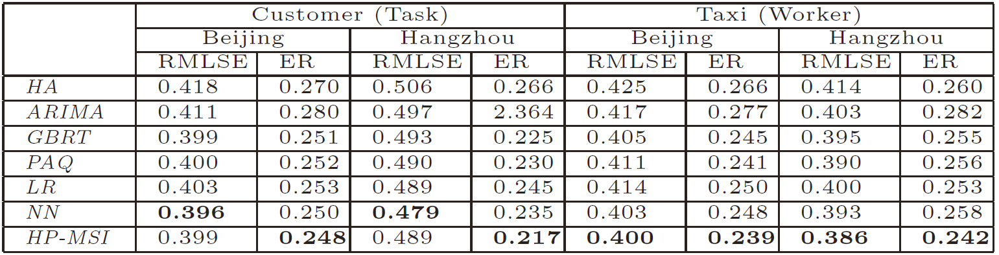 Customer (Task) Taxi (Worker)
Beijing Hangzhou Beijing Hangzhou
RMLSE ER RMLSE ER RMLSE ER RMLSE ER
HA 0.418 0.270 0.506 0.266 0.425 0.266 0.414 0.260
ARIMA 0.411 0.280 0.497 2.364 0.417 0.277 0.403 0.282
GBRT 0.399 0.251 0.493 0.225 0.405 0.245 0.395 0.255
PAQ 0.400 0.252 0.490 0.230 0.411 0.241 0.390 0.256
LR 0.403 0.253 0.489 0.245 0.414 0.250 0.400 0.253
NN 0.396 0.250 0.479 0.235 0.403 0.248 0.393 0.258
HP-MSI 0.399 0.248 0.489 0.217 0.400 0.239 0.386 0.242